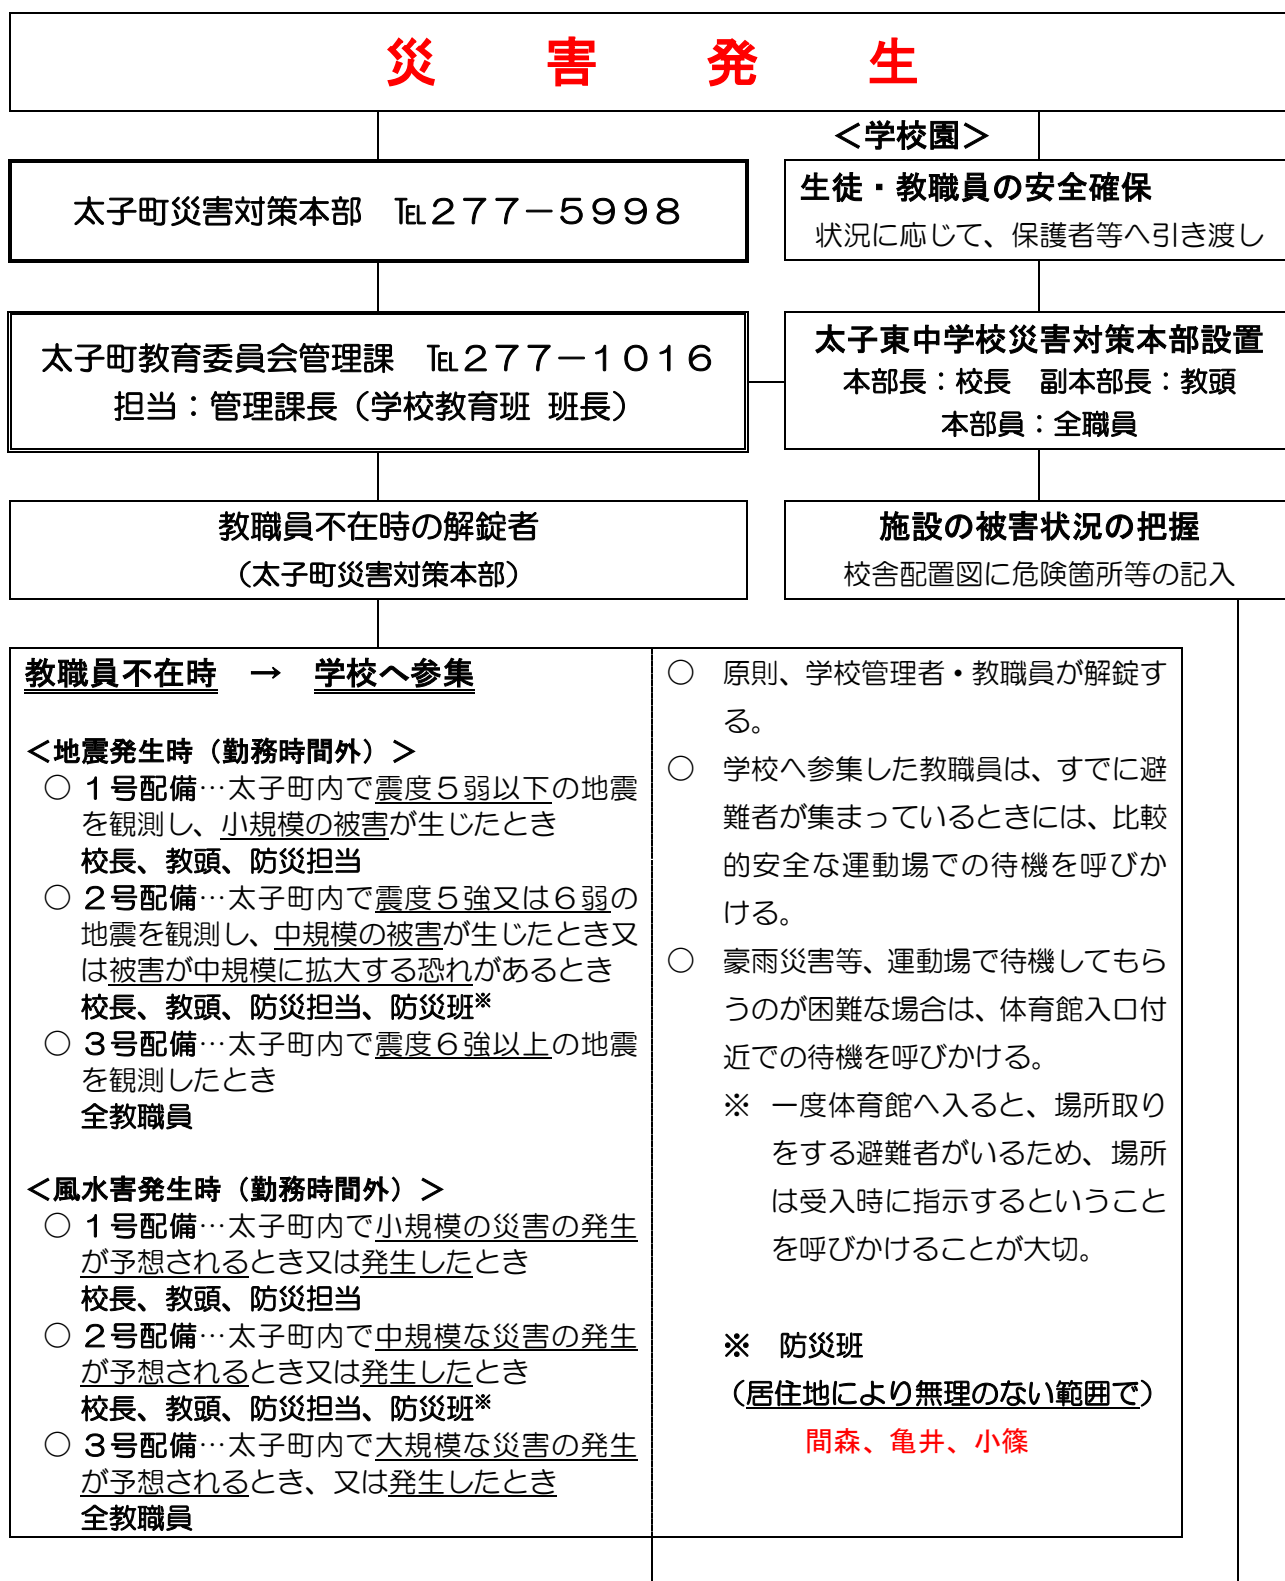 災　害　発　生
太子町災害対策本部　℡２７７－５９９８
＜学校園＞
生徒・教職員の安全確保
状況に応じて、保護者等へ引き渡し
太子町教育委員会管理課　℡２７７－１０１６
担当：管理課長（学校教育班 班長）
太子東中学校災害対策本部設置
本部長：校長　副本部長：教頭
本部員：全職員
教職員不在時の解錠者
（太子町災害対策本部）
施設の被害状況の把握
校舎配置図に危険箇所等の記入
教職員不在時　→　学校へ参集
＜地震発生時（勤務時間外）＞
○ １号配備…太子町内で震度５弱以下の地震
を観測し、小規模の被害が生じたとき
校長、教頭、防災担当
○ ２号配備…太子町内で震度５強又は６弱の
地震を観測し、中規模の被害が生じたとき又
は被害が中規模に拡大する恐れがあるとき
校長、教頭、防災担当、防災班※
○ ３号配備…太子町内で震度６強以上の地震
を観測したとき
全教職員
＜風水害発生時（勤務時間外）＞
○ １号配備…太子町内で小規模の災害の発生
が予想されるとき又は発生したとき
校長、教頭、防災担当
○ ２号配備…太子町内で中規模な災害の発生
が予想されるとき又は発生したとき
校長、教頭、防災担当、防災班※
○ ３号配備…太子町内で大規模な災害の発生
が予想されるとき、又は発生したとき
全教職員
○　原則、学校管理者・教職員が解錠す
る。
○　学校へ参集した教職員は、すでに避
難者が集まっているときには、比較
的安全な運動場での待機を呼びか
ける。
○　豪雨災害等、運動場で待機してもら
うのが困難な場合は、体育館入口付
近での待機を呼びかける。
※　一度体育館へ入ると、場所取り
をする避難者がいるため、場所
は受入時に指示するということ
を呼びかけることが大切。
※　防災班
（居住地により無理のない範囲で）
間森、亀井、小篠